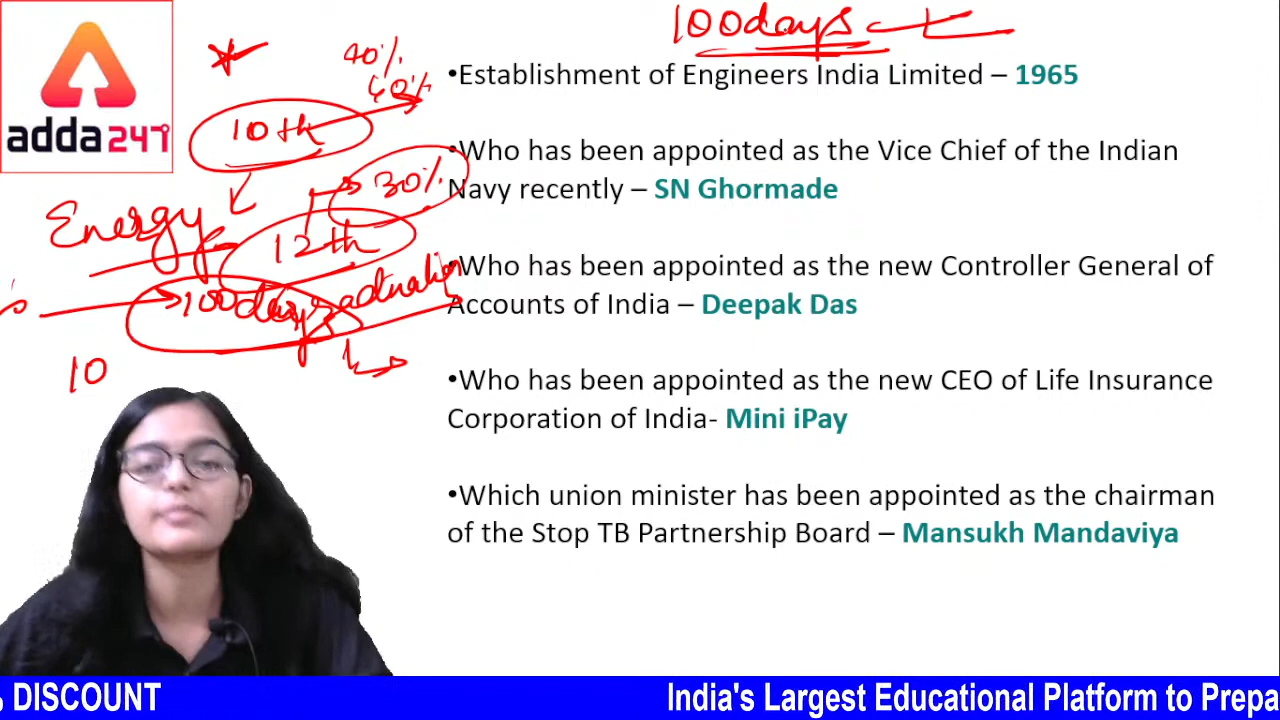 100days
40%
60%
10th
30%
Energy
12th
100days
10
adda247
•Establishment of Engineers India Limited – 1965
•Who has been appointed as the Vice Chief of the Indian
Navy recently – SN Ghormade
•Who has been appointed as the new Controller General of
Accounts of India – Deepak Das
•Who has been appointed as the new CEO of Life Insurance
Corporation of India- Mini iPay
•Which union minister has been appointed as the chairman
of the Stop TB Partnership Board – Mansukh Mandaviya
DISCOUNT
India's Largest Educational Platform to Prepa